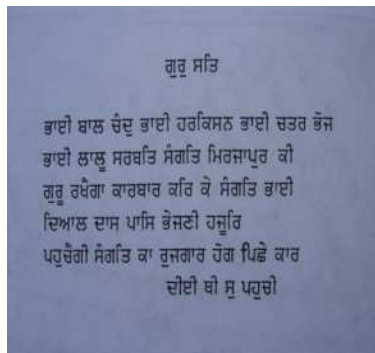 ਗੁਰੂ ਸਤਿ
ਭਾਈ ਬਾਲ ਚੰਦੁ ਭਾਈ ਹਰਕਿਸਨ ਭਾਈ ਚਤਰ ਭੋਜ
ਭਾਈ ਲਾਲੂ ਸਰਬਤਿ ਸੰਗਤਿ ਮਿਰਜਾਪੁਰ ਕੀ
ਗੁਰੂ ਰਖੈਗਾ ਕਾਰਬਾਰ ਕਰਿ ਕੇ ਸੰਗਤਿ ਭਾਈ
ਦਿਆਲ ਦਾਸ ਪਾਸਿ ਭੇਜਣੀ ਹਜੂਰਿ
ਪਹੁਚੈਗੀ ਸੰਗਤਿ ਕਾ ਰੁਜਗਾਰ ਹੋਗ ਪਿਛੇ ਕਾਰ
ਦੀਈ ਥੀ ਸੁ ਪਹੁਚੀ